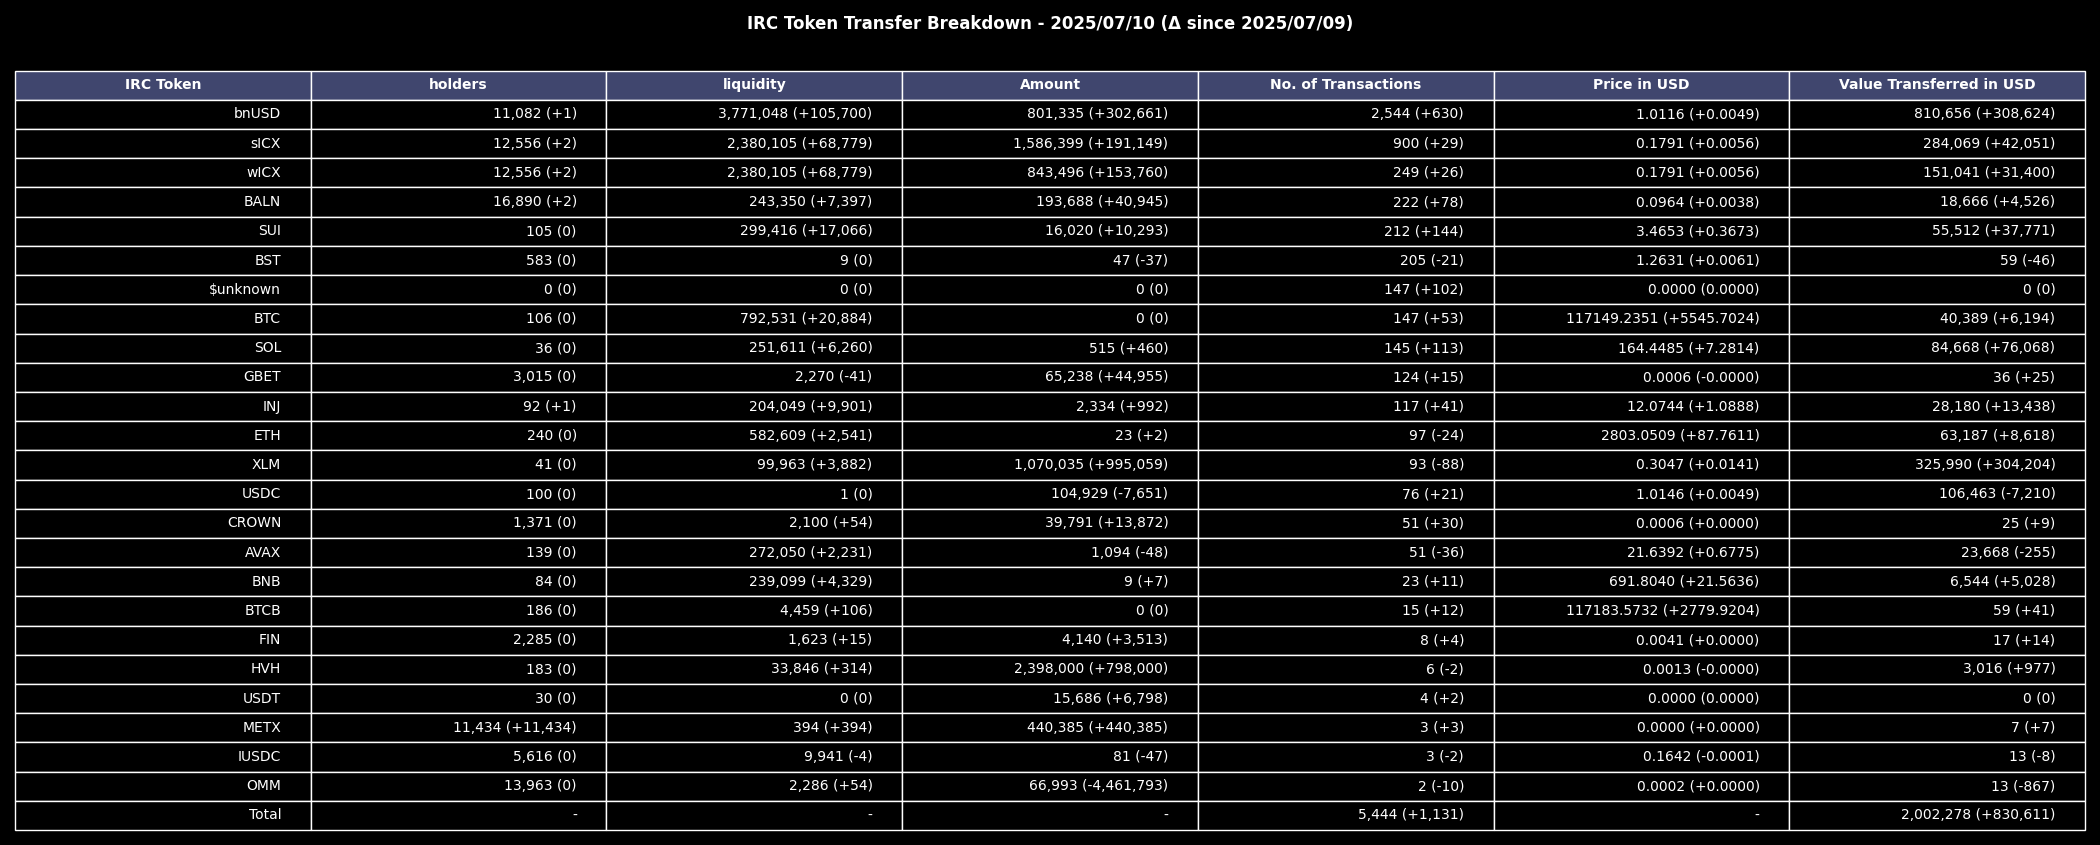 IRC Token Transfer Breakdown - 2025/07/10 (Δ since 2025/07/09)
IRC Token holders liquidity Amount No. of Transactions Price in USD Value Transferred in USD
bnUSD 11,082 (+1) 3,771,048 (+105,700) 801,335 (+302,661) 2,544 (+630) 1.0116 (+0.0049) 810,656 (+308,624)
sICX 12,556 (+2) 2,380,105 (+68,779) 1,586,399 (+191,149) 900 (+29) 0.1791 (+0.0056) 284,069 (+42,051)
wICX 12,556 (+2) 2,380,105 (+68,779) 843,496 (+153,760) 249 (+26) 0.1791 (+0.0056) 151,041 (+31,400)
BALN 16,890 (+2) 243,350 (+7,397) 193,688 (+40,945) 222 (+78) 0.0964 (+0.0038) 18,666 (+4,526)
SUI 105 (0) 299,416 (+17,066) 16,020 (+10,293) 212 (+144) 3.4653 (+0.3673) 55,512 (+37,771)
BST 583 (0) 9 (0) 47 (-37) 205 (-21) 1.2631 (+0.0061) 59 (-46)
$unknown 0 (0) 0 (0) 0 (0) 147 (+102) 0.0000 (0.0000) 0 (0)
BTC 106 (0) 792,531 (+20,884) 0 (0) 147 (+53) 117149.2351 (+5545.7024) 40,389 (+6,194)
SOL 36 (0) 251,611 (+6,260) 515 (+460) 145 (+113) 164.4485 (+7.2814) 84,668 (+76,068)
GBET 3,015 (0) 2,270 (-41) 65,238 (+44,955) 124 (+15) 0.0006 (-0.0000) 36 (+25)
INJ 92 (+1) 204,049 (+9,901) 2,334 (+992) 117 (+41) 12.0744 (+1.0888) 28,180 (+13,438)
ETH 240 (0) 582,609 (+2,541) 23 (+2) 97 (-24) 2803.0509 (+87.7611) 63,187 (+8,618)
XLM 41 (0) 99,963 (+3,882) 1,070,035 (+995,059) 93 (-88) 0.3047 (+0.0141) 325,990 (+304,204)
USDC 100 (0) 1 (0) 104,929 (-7,651) 76 (+21) 1.0146 (+0.0049) 106,463 (-7,210)
CROWN 1,371 (0) 2,100 (+54) 39,791 (+13,872) 51 (+30) 0.0006 (+0.0000) 25 (+9)
AVAX 139 (0) 272,050 (+2,231) 1,094 (-48) 51 (-36) 21.6392 (+0.6775) 23,668 (-255)
BNB 84 (0) 239,099 (+4,329) 9 (+7) 23 (+11) 691.8040 (+21.5636) 6,544 (+5,028)
BTCB 186 (0) 4,459 (+106) 0 (0) 15 (+12) 117183.5732 (+2779.9204) 59 (+41)
FIN 2,285 (0) 1,623 (+15) 4,140 (+3,513) 8 (+4) 0.0041 (+0.0000) 17 (+14)
HVH 183 (0) 33,846 (+314) 2,398,000 (+798,000) 6 (-2) 0.0013 (-0.0000) 3,016 (+977)
USDT 30 (0) 0 (0) 15,686 (+6,798) 4 (+2) 0.0000 (0.0000) 0 (0)
METX 11,434 (+11,434) 394 (+394) 440,385 (+440,385) 3 (+3) 0.0000 (+0.0000) 7 (+7)
IUSDC 5,616 (0) 9,941 (-4) 81 (-47) 3 (-2) 0.1642 (-0.0001) 13 (-8)
OMM 13,963 (0) 2,286 (+54) 66,993 (-4,461,793) 2 (-10) 0.0002 (+0.0000) 13 (-867)
Total - - - 5,444 (+1,131) - 2,002,278 (+830,611)